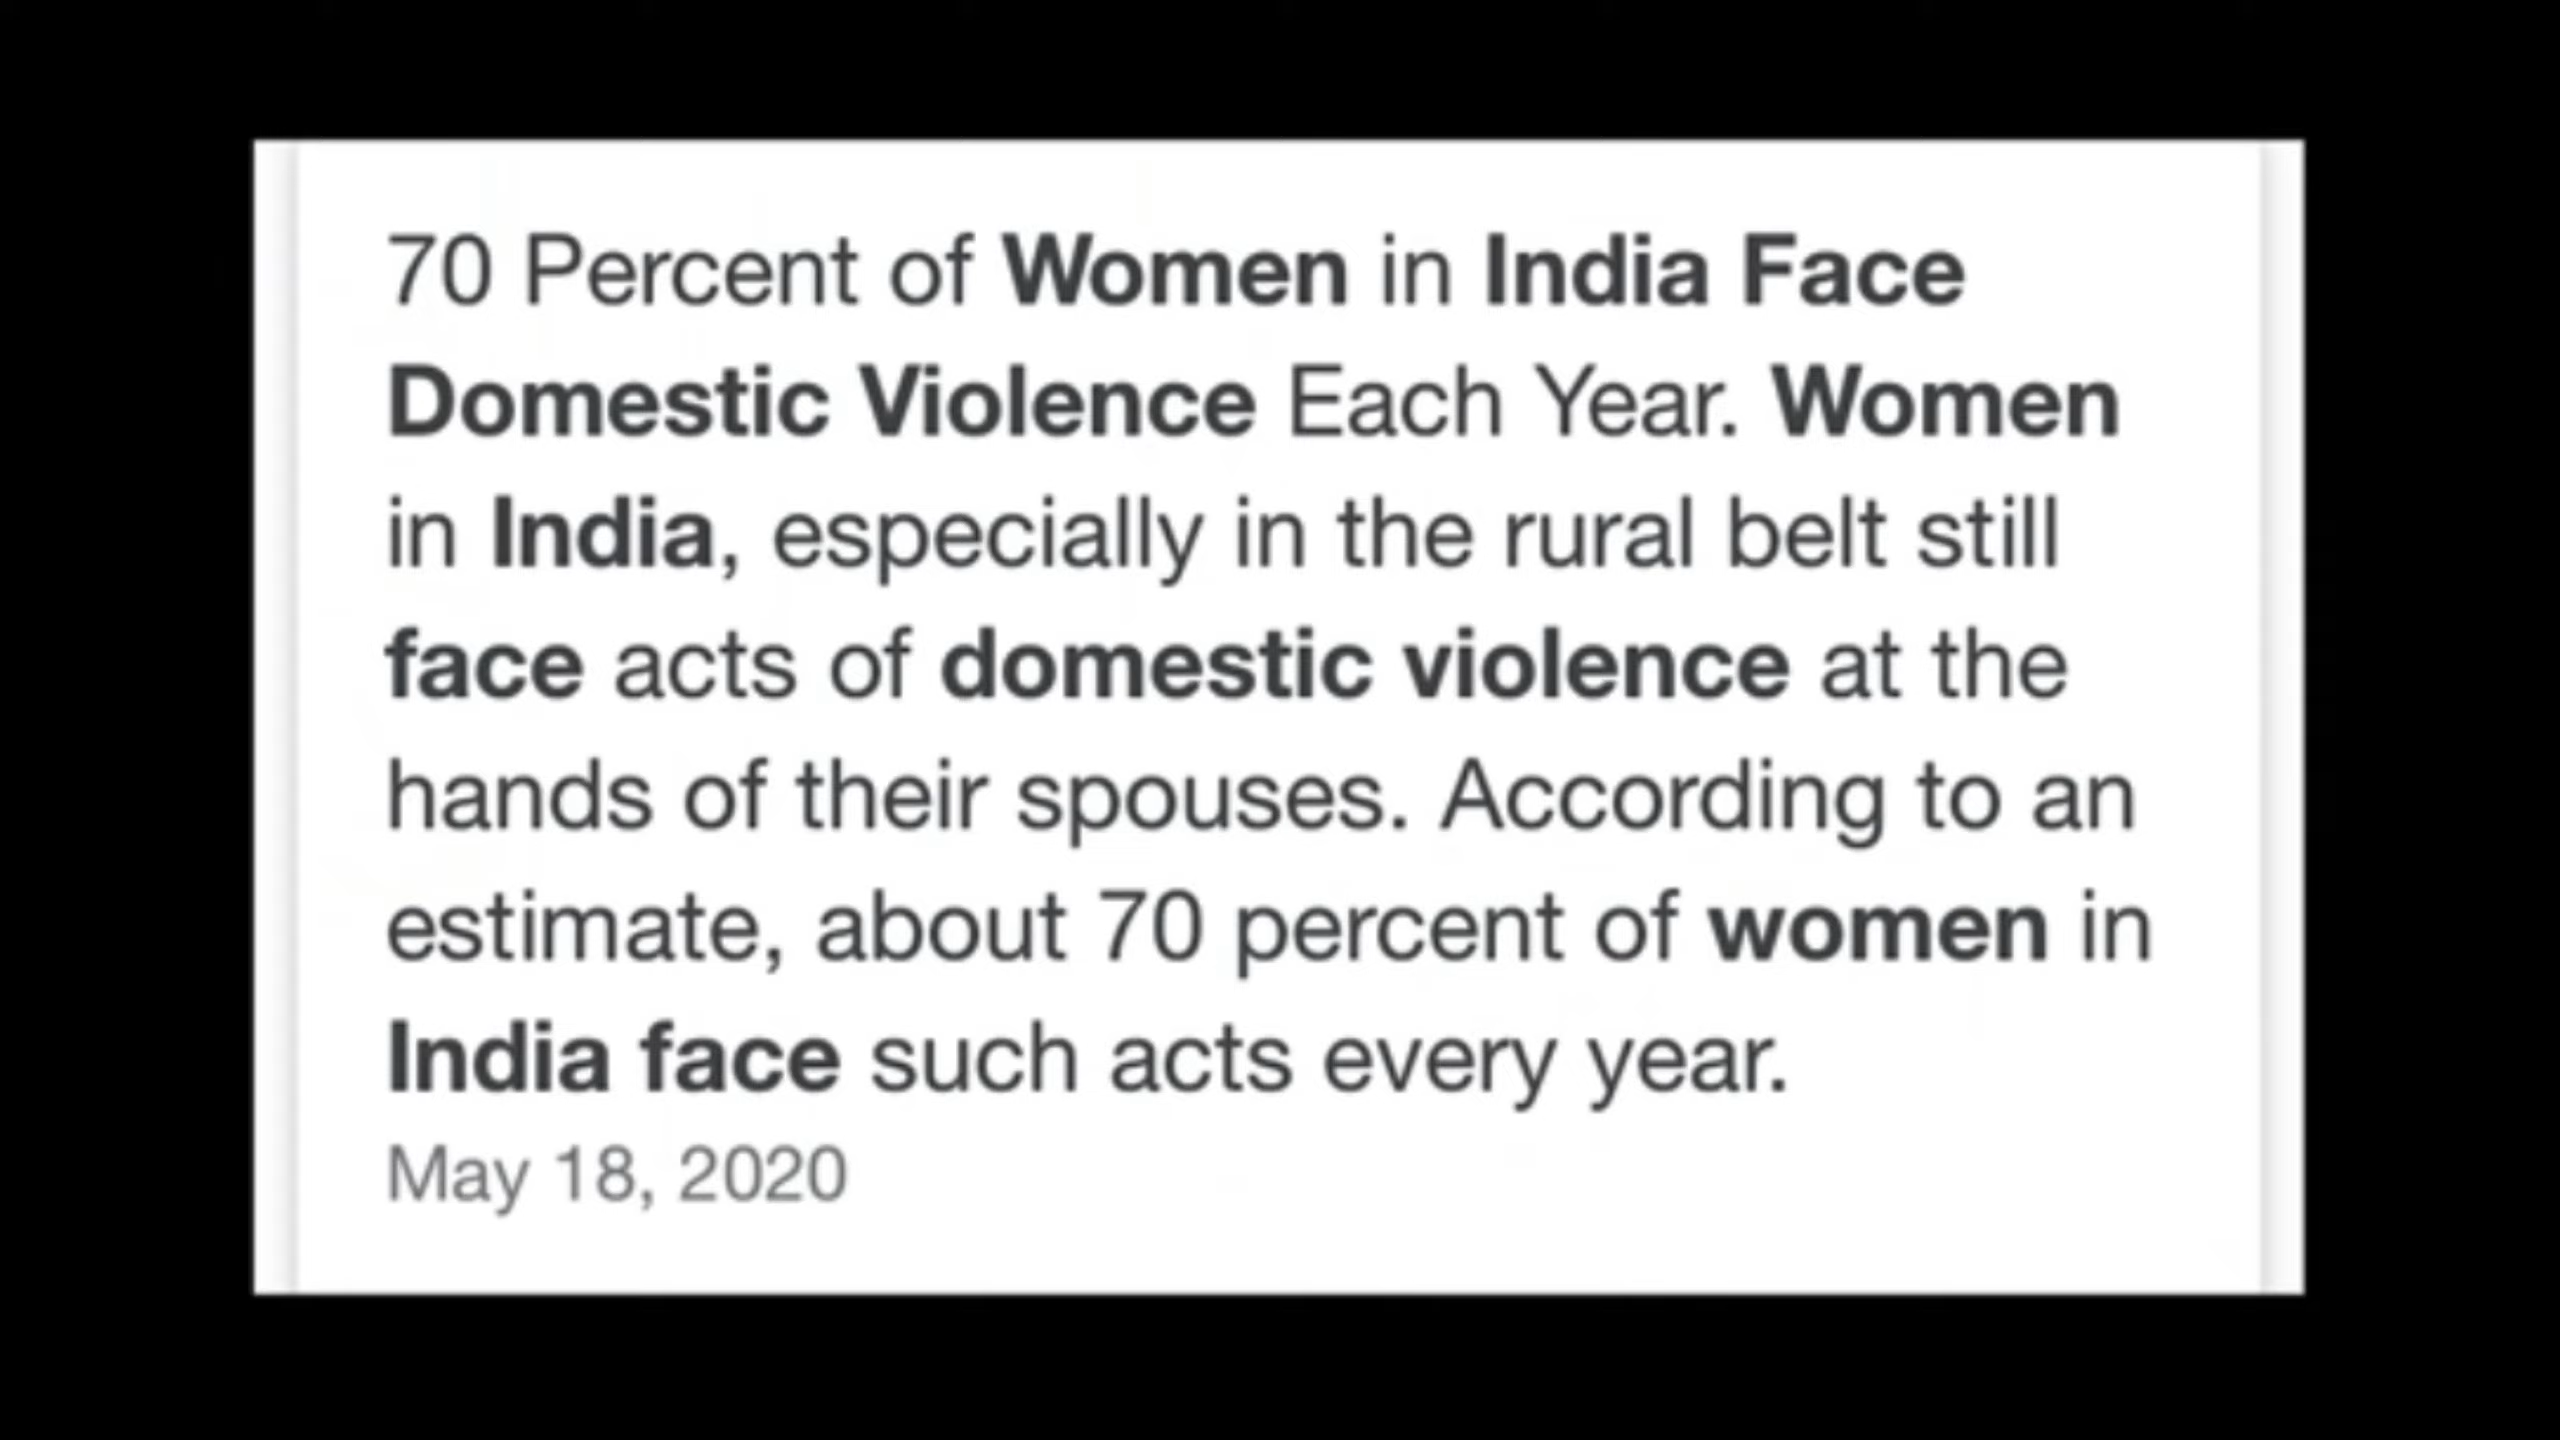 70 Percent of Women in India Face
Domestic Violence Each Year. Women
in India, especially in the rural belt still
face acts of domestic violence at the
hands of their spouses. According to an
estimate, about 70 percent of women in
India face such acts every year.
May 18, 2020